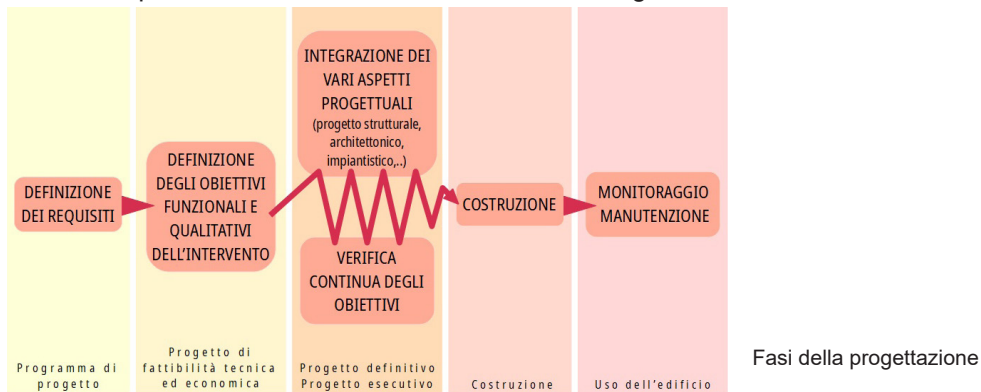 INTEGRAZIONE DEI
VARI ASPETTI
PROGETTUALI
(progetto strutturale,
architettonico,
impiantistico,..)
DEFINIZIONE
DEI REQUISITI
DEFINIZIONE
DEGLI OBIETTIVI
FUNZIONALI E
QUALITATIVI
DELL'INTERVENTO
VERIFICA
CONTINUA DEGLI
OBIETTIVI
COSTRUZIONE
MONITORAGGIO
MANUTENZIONE
Programma di
progetto
Progetto di
fattibilità tecnica
ed economica
Progetto definitivo
Progetto esecutivo
Costruzione
Uso dell'edificio
Fasi della progettazione